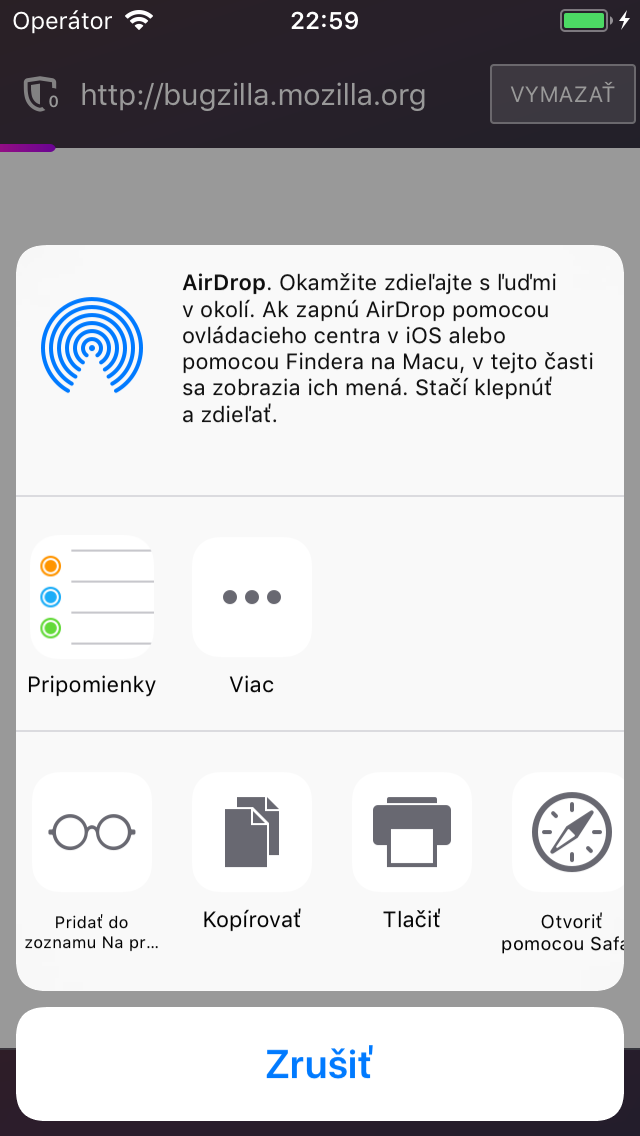 Operátor 22:59
0 http://bugzilla.mozilla.org VYMAZAŤ
AirDrop. Okamžite zdieľajte s ľuďmi
v okolí. Ak zapnú AirDrop pomocou
ovládacieho centra v iOS alebo
pomocou Findera na Macu, v tejto časti
sa zobrazia ich mená. Stačí klepnúť
a zdieľať.
Pripomienky Viac
Pridať do
zoznamu Na pr...
Kopírovať
Tlačiť
Otvoriť
pomocou Safa
Zrušiť